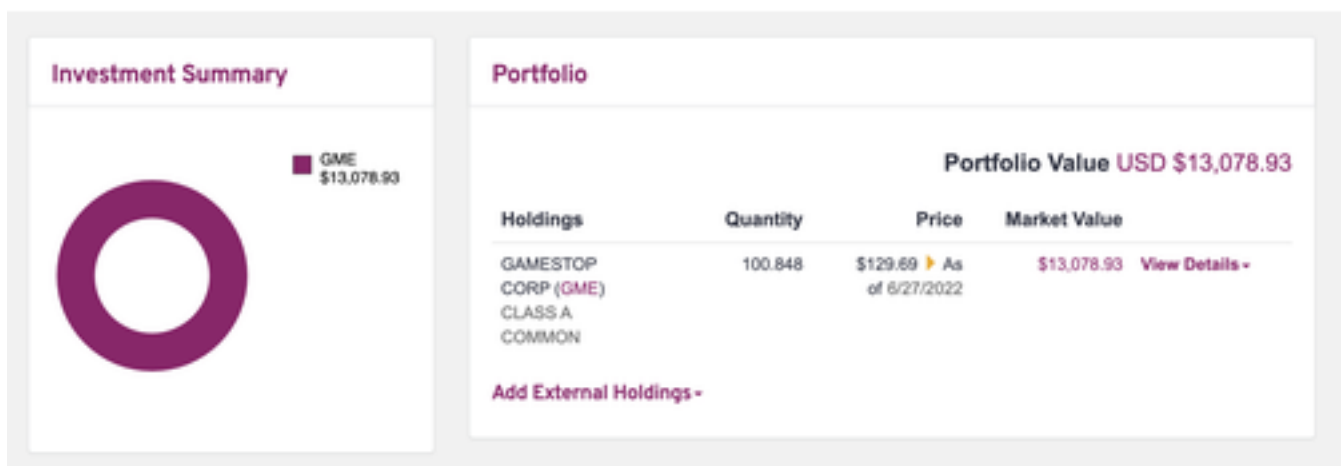 Investment Summary
GME
$13,078.93
Portfolio
Portfolio Value USD $13,078.93
Holdings Quantity Price Market Value
GAMESTOP 100.848 $129.69 As $13,078.93 View Details
CORP (GME) of 6/27/2022
CLASS A
COMMON
Add External Holdings